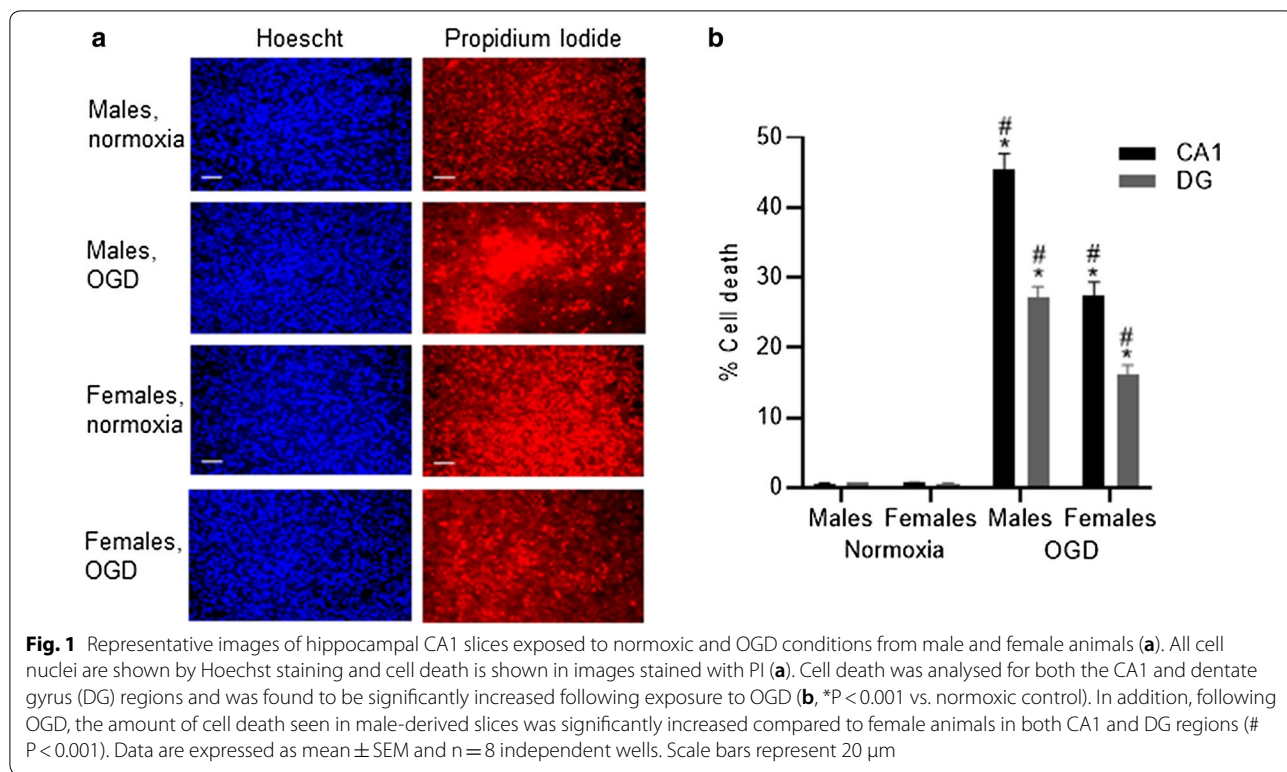 a
Hoescht Propidium Iodide
Males,
normoxia
Males,
OGD
Females,
normoxia
Females,
OGD
b
% Cell death
50
40
30
20
10
0
# 
*
#
*
#
*
#
*
CA1
DG
Males Females Males Females
Normoxia OGD
Fig. 1 Representative images of hippocampal CA1 slices exposed to normoxic and OGD conditions from male and female animals (a). All cell
nuclei are shown by Hoechst staining and cell death is shown in images stained with PI (a). Cell death was analysed for both the CA1 and dentate
gyrus (DG) regions and was found to be significantly increased following exposure to OGD (b, *P < 0.001 vs. normoxic control). In addition, following
OGD, the amount of cell death seen in male-derived slices was significantly increased compared to female animals in both CA1 and DG regions (#
P < 0.001). Data are expressed as mean ± SEM and n = 8 independent wells. Scale bars represent 20 μm